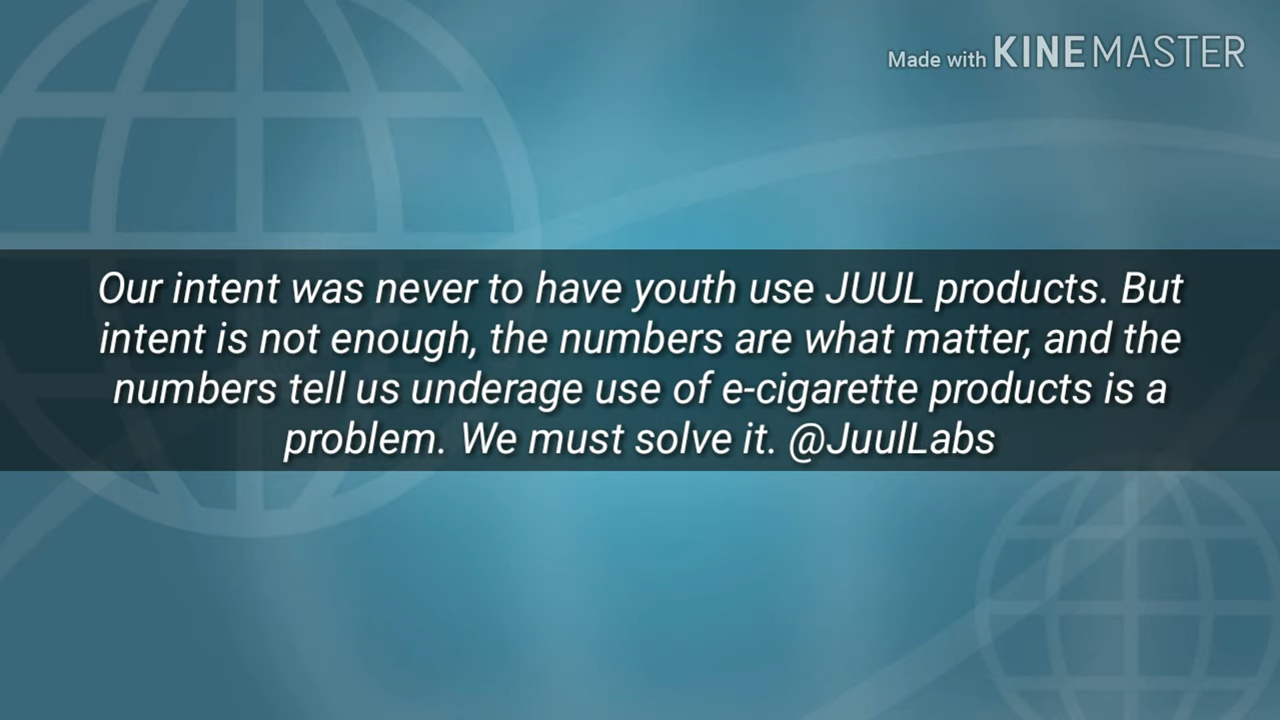 Made with KINEMASTER
Our intent was never to have youth use JUUL products. But
intent is not enough, the numbers are what matter, and the
numbers tell us underage use of e-cigarette products is a
problem. We must solve it. @JuulLabs